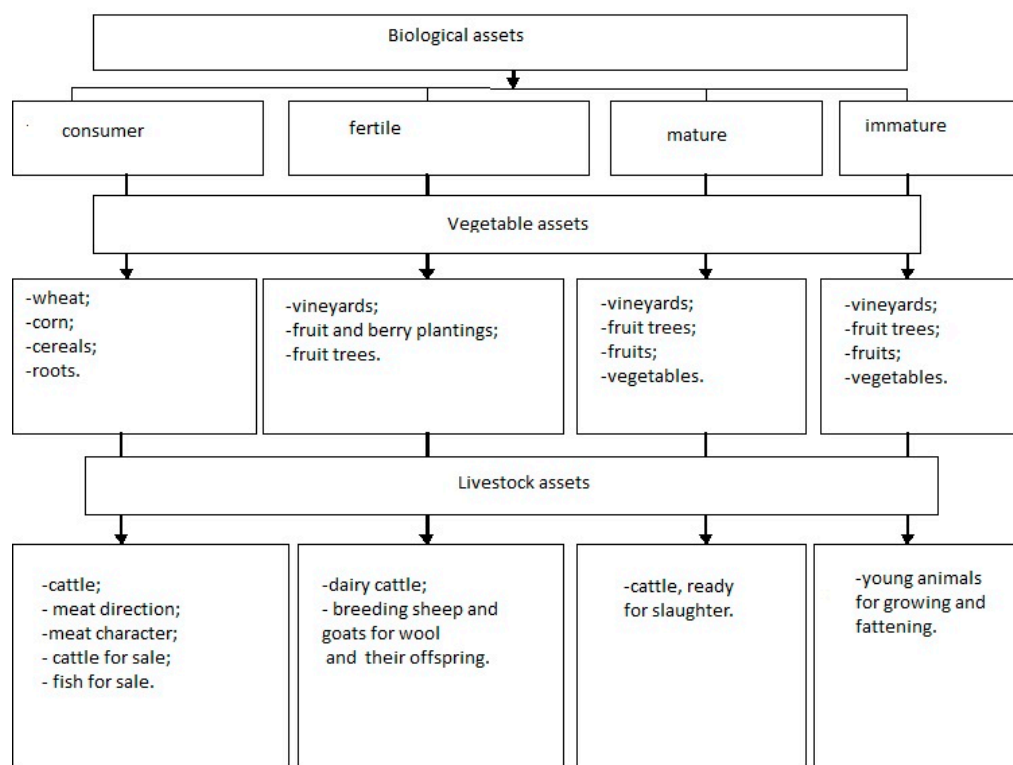 Biological assets
consumer
fertile
mature
immature
Vegetable assets
-wheat;
-corn;
-cereals;
-roots.
-vineyards;
-fruit and berry plantings;
-fruit trees.
-vineyards;
-fruit trees;
-fruits;
-vegetables.
-vineyards;
-fruit trees;
-fruits;
-vegetables.
Livestock assets
-cattle;
- meat direction;
-meat character;
- cattle for sale;
- fish for sale.
-dairy cattle;
- breeding sheep and
goats for wool
and their offspring.
-cattle, ready
for slaughter.
-young animals
for growing and
fattening.